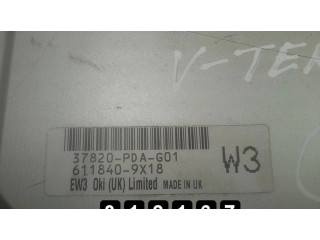 V-TE
37820-PDA-G01
611840-9X18
W3
EW3 Oki (UK) Limited MADE IN UK